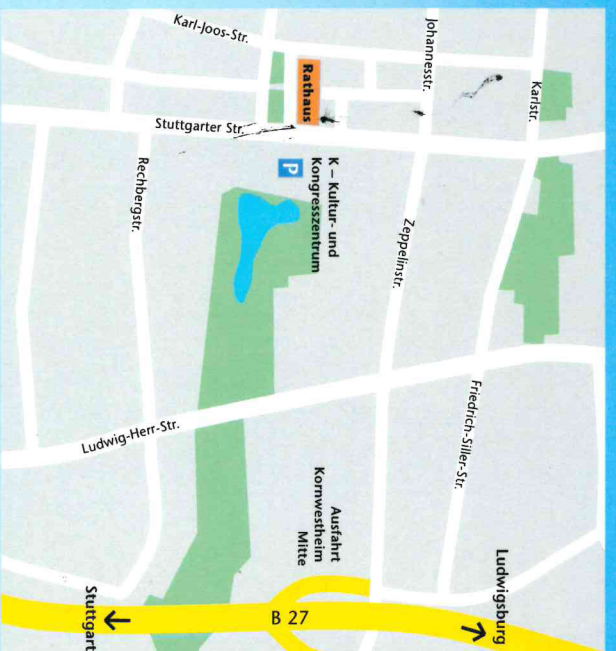 Karl-Joos-Str.
Johannesstr.
Karlstr.
Rathaus
Stuttgarter Str.
Rechbergstr.
P
K – Kultur- und
Kongresszentrum
Zeppelinstr.
Friedrich-Siller-Str.
Ludwig-Herr-Str.
Ausfahrt
Kornwestheim
Mitte
Ludwigsburg
B 27
Stuttgart